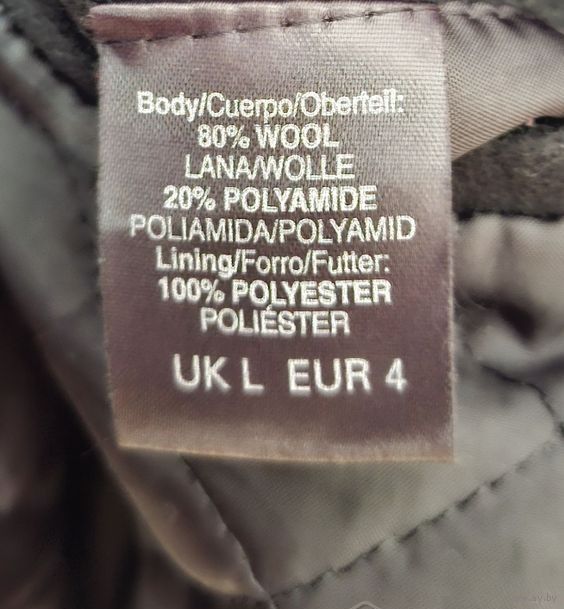 Body/Cuerpo/Oberteil:
80% WOOL
LANA/WOLLE
20% POLYAMIDE
POLIAMIDA/POLYAMID
Lining/Forro/Futter:
100% POLYESTER
POLIÉSTER
UK L EUR 4